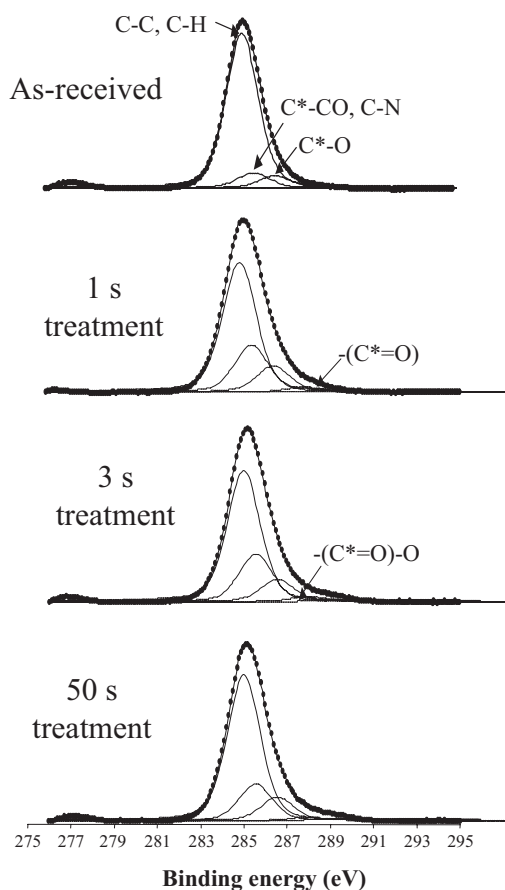 C-C, C-H
As-received
C*-CO, C-N
C*-O
1 s
treatment
-(C*=O)
3 s
treatment
-(C*=O)-O
50 s
treatment
275 277 279 281 283 285 287 289 291 293 295
Binding energy (eV)